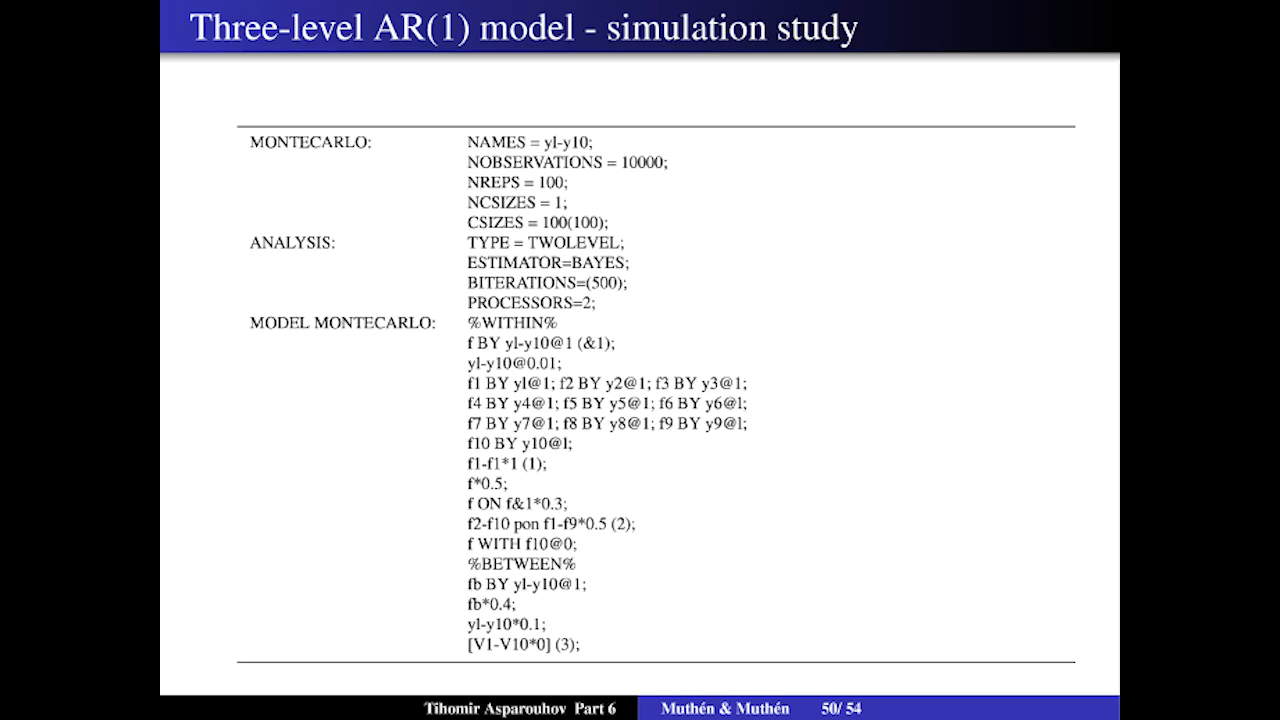 Three-level AR(1) model - simulation study
MONTECARLO: NAMES = yl-y10;
NOBSERVATIONS = 10000;
NREPS = 100;
NCSIZES = 1;
CSIZES = 100(100);
ANALYSIS: TYPE = TWOLEVEL;
ESTIMATOR=BAYES;
BITERATIONS=(500);
PROCESSORS=2;
MODEL MONTECARLO: %WITHIN%
f BY yl-y10@1 (&1);
yl-y10@0.01;
f1 BY yl@1; f2 BY y2@1; f3 BY y3@1;
f4 BY y4@1; f5 BY y5@1; f6 BY y6@l;
f7 BY y7@1; f8 BY y8@1; f9 BY y9@l;
f10 BY y10@l;
f1-f1*1 (1);
f*0.5;
f ON f&1*0.3;
f2-f10 pon f1-f9*0.5 (2);
f WITH f10@0;
%BETWEEN%
fb BY yl-y10@1;
fb*0.4;
yl-y10*0.1;
[V1-V10*0] (3);
Tihomir Asparouhov Part 6 Muthén & Muthén 50/ 54